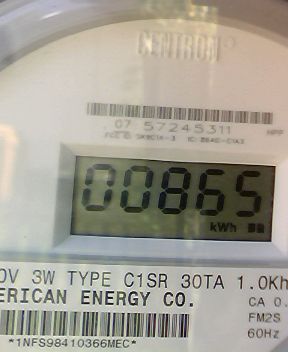 CENTRON®
07 57245311
00865
kWh
0V 3W TYPE C1SR 30TA 1.0Kh
ERICAN ENERGY CO.
CA 0.
FM2S
60Hz
*1NFS98410366MEC*